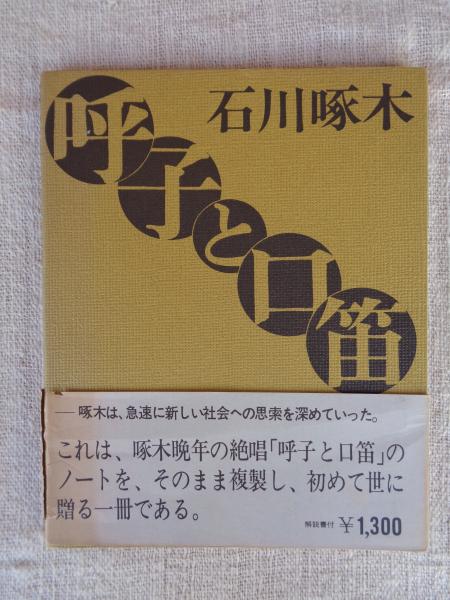 石川啄木
呼子と口笛
── 啄木は、急速に新しい社会への思索を深めていった。
これは、啄木晩年の絶唱「呼子と口笛」の
ノートを、そのまま複製し、初めて世に
贈る一冊である。
解説書付 ￥1,300